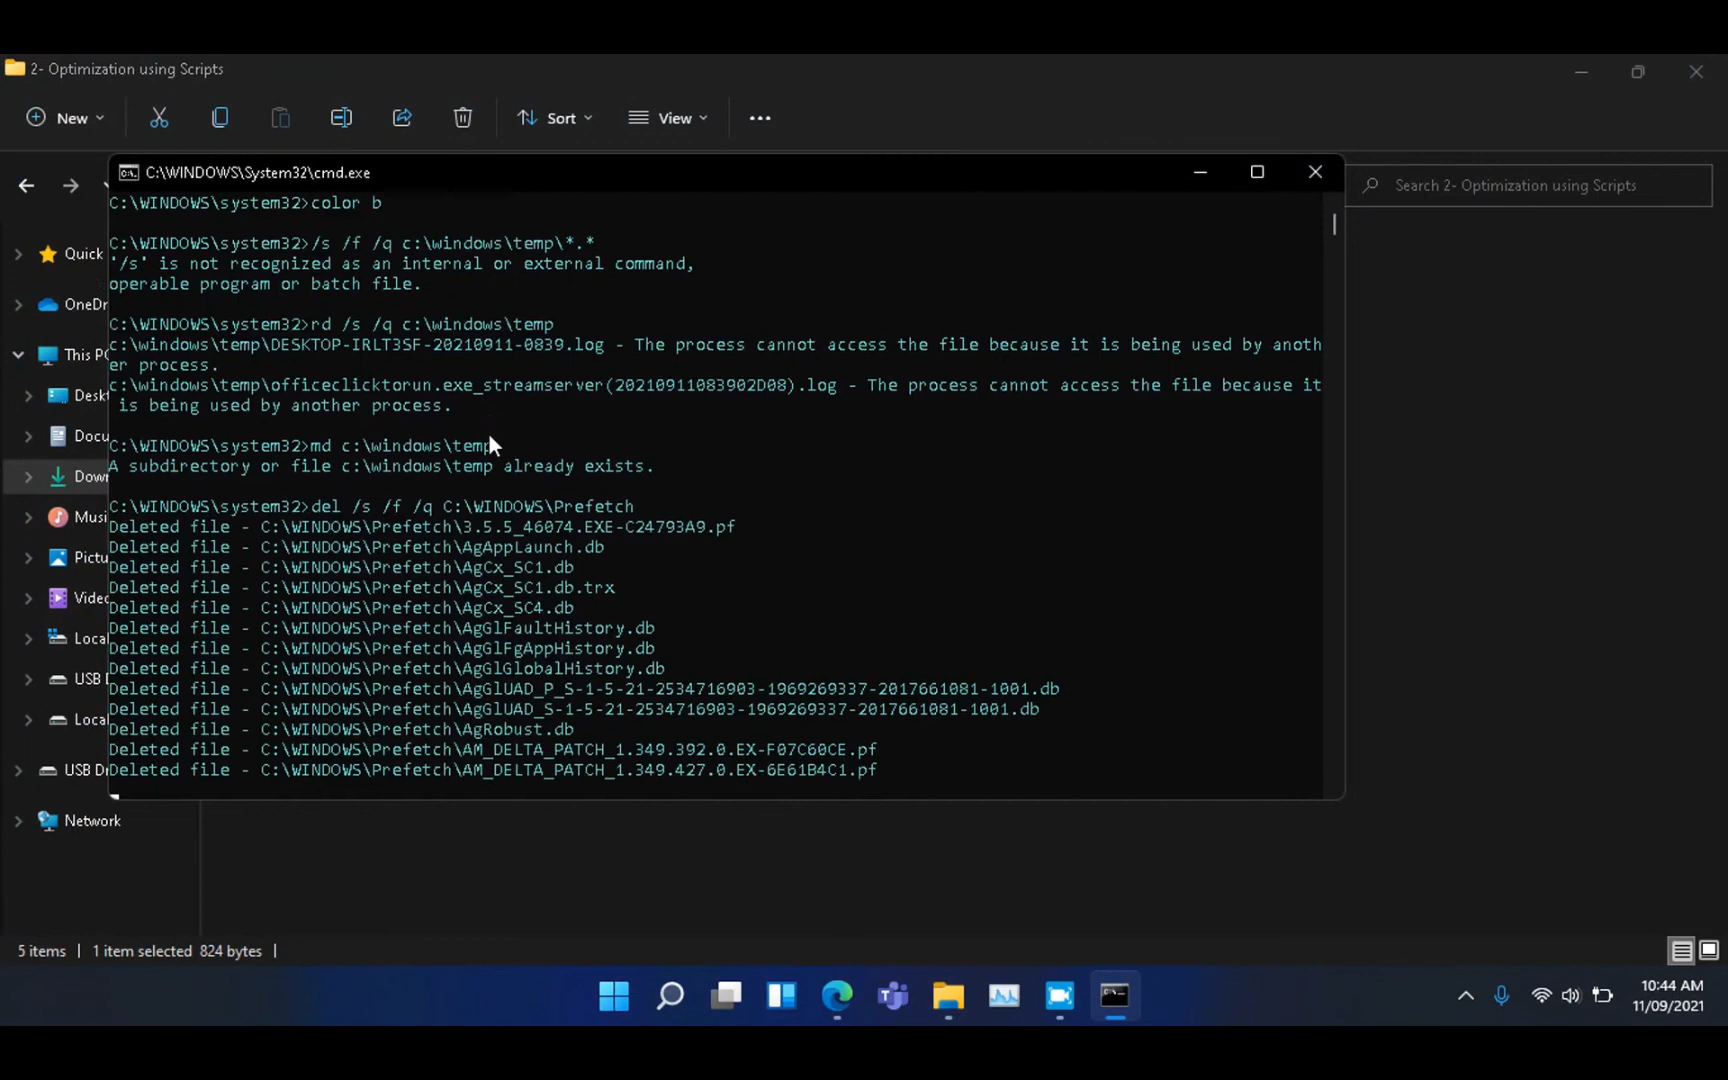 2- Optimization using Scripts
New
Sort
View
C:\WINDOWS\System32\cmd.exe
Search 2- Optimization using Scripts
C:\WINDOWS\system32>color b
C:\WINDOWS\system32>/s /f /q c:\windows\temp\*.*
'/s' is not recognized as an internal or external command,
operable program or batch file.
C:\WINDOWS\system32>rd /s /q c:\windows\temp
c:\windows\temp\DESKTOP-IRLT3SF-20210911-0839.log - The process cannot access the file because it is being used by anoth
er process.
c:\windows\temp\officeclicktorun.exe_streamserver(20210911083902D08).log - The process cannot access the file because it
is being used by another process.
C:\WINDOWS\system32>md c:\windows\temp
A subdirectory or file c:\windows\temp already exists.
C:\WINDOWS\system32>del /s /f /q C:\WINDOWS\Prefetch
Deleted file - C:\WINDOWS\Prefetch\3.5.5_46074.EXE-C24793A9.pf
Deleted file - C:\WINDOWS\Prefetch\AgAppLaunch.db
Deleted file - C:\WINDOWS\Prefetch\AgCx_SC1.db
Deleted file - C:\WINDOWS\Prefetch\AgCx_SC1.db.trx
Deleted file - C:\WINDOWS\Prefetch\AgCx_SC4.db
Deleted file - C:\WINDOWS\Prefetch\AgGlFaultHistory.db
Deleted file - C:\WINDOWS\Prefetch\AgGlFgAppHistory.db
Deleted file - C:\WINDOWS\Prefetch\AgGlGlobalHistory.db
Deleted file - C:\WINDOWS\Prefetch\AgGlUAD_P_S-1-5-21-2534716903-1969269337-2017661081-1001.db
Deleted file - C:\WINDOWS\Prefetch\AgGlUAD_S-1-5-21-2534716903-1969269337-2017661081-1001.db
Deleted file - C:\WINDOWS\Prefetch\AgRobust.db
Deleted file - C:\WINDOWS\Prefetch\AM_DELTA_PATCH_1.349.392.0.EX-F07C60CE.pf
Deleted file - C:\WINDOWS\Prefetch\AM_DELTA_PATCH_1.349.427.0.EX-6E61B4C1.pf
Quick
OneDr
This P
Deskt
Docu
Down
Musi
Pictu
Videо
Local
USB D
Local
USB Dr
Network
5 items
1 item selected 824 bytes
10:44 AM
11/09/2021